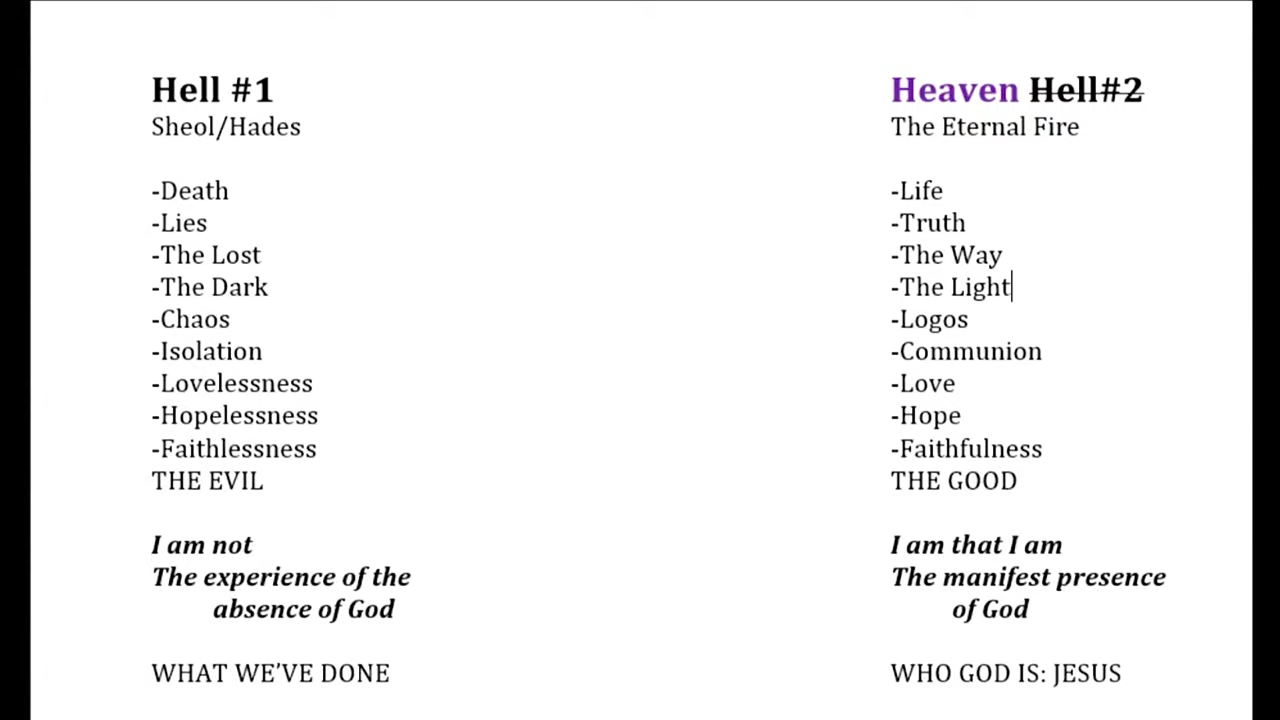 Hell #1
Sheol/Hades
-Death
-Lies
-The Lost
-The Dark
-Chaos
-Isolation
-Lovelessness
-Hopelessness
-Faithlessness
THE EVIL
I am not
The experience of the
absence of God
WHAT WE’VE DONE
Heaven Hell#2
The Eternal Fire
-Life
-Truth
-The Way
-The Light
-Logos
-Communion
-Love
-Hope
-Faithfulness
THE GOOD
I am that I am
The manifest presence
of God
WHO GOD IS: JESUS